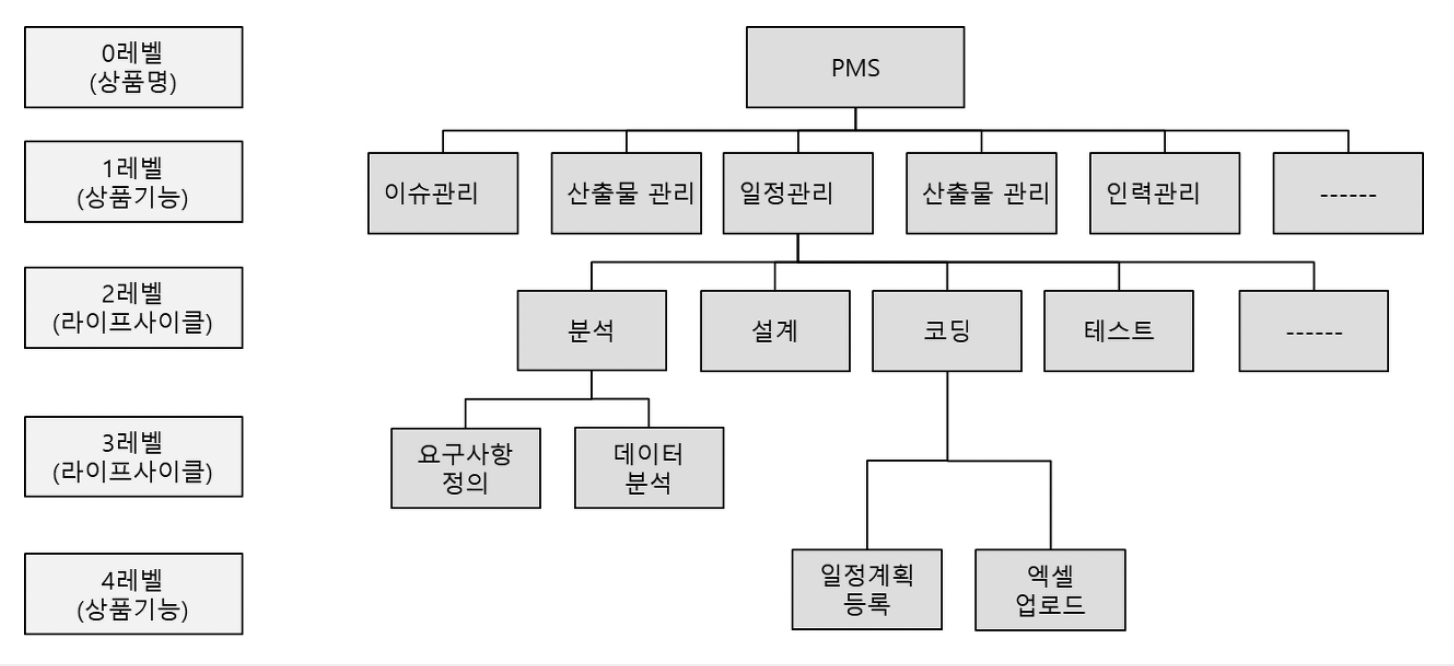 0레벨
(상품명)
PMS
1레벨
(상품기능)
이슈관리
산출물 관리
일정관리
산출물 관리
인력관리
------
2레벨
(라이프사이클)
분석
설계
코딩
테스트
------
3레벨
(라이프사이클)
요구사항
정의
데이터
분석
4레벨
(상품기능)
일정계획
등록
엑셀
업로드